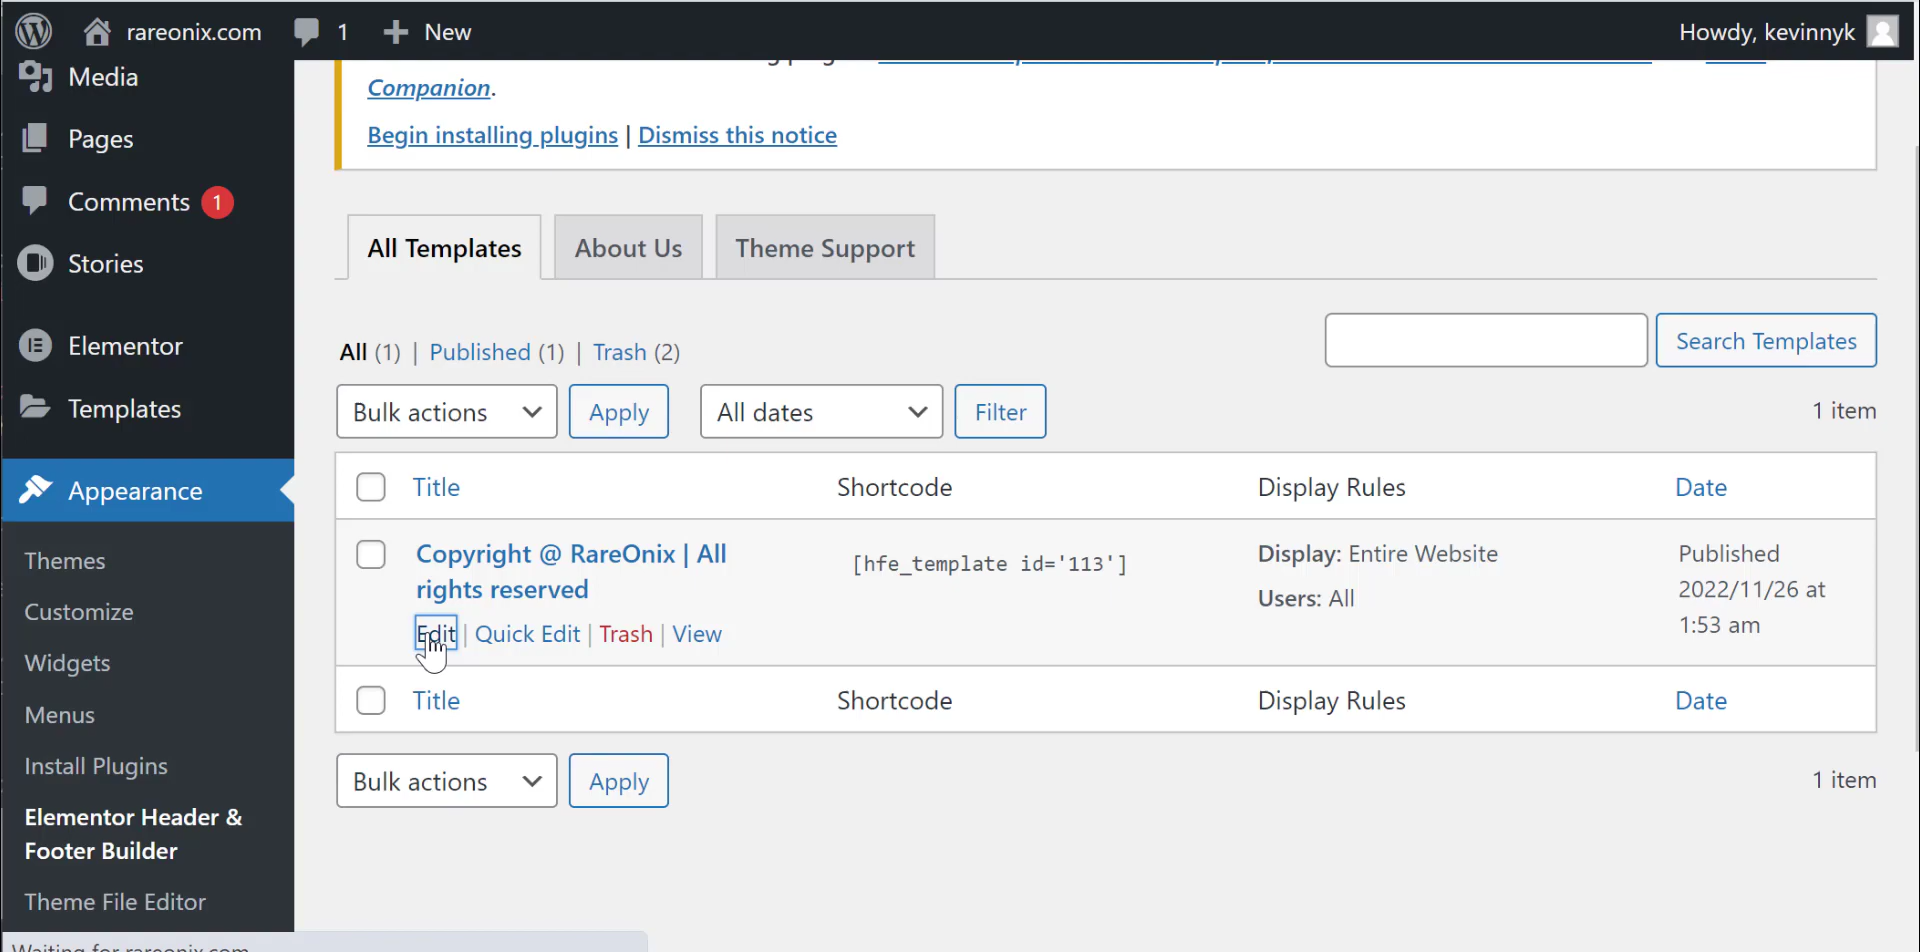 rareonix.com 1 New Howdy, kevinnyk
Media
Pages
Comments 1
Stories
Elementor
Templates
Appearance
Themes
Customize
Widgets
Menus
Install Plugins
Elementor Header &
Footer Builder
Theme File Editor
Companion.
Begin installing plugins | Dismiss this notice
All Templates About Us Theme Support
All (1) | Published (1) | Trash (2)
Search Templates
Bulk actions Apply All dates Filter 1 item
Title Shortcode Display Rules Date
Copyright @ RareOnix | All
rights reserved
Edit | Quick Edit | Trash | View
[hfe_template id='113']
Display: Entire Website
Users: All
Published
2022/11/26 at
1:53 am
Title Shortcode Display Rules Date
Bulk actions Apply 1 item
Waiting for rareonix.com